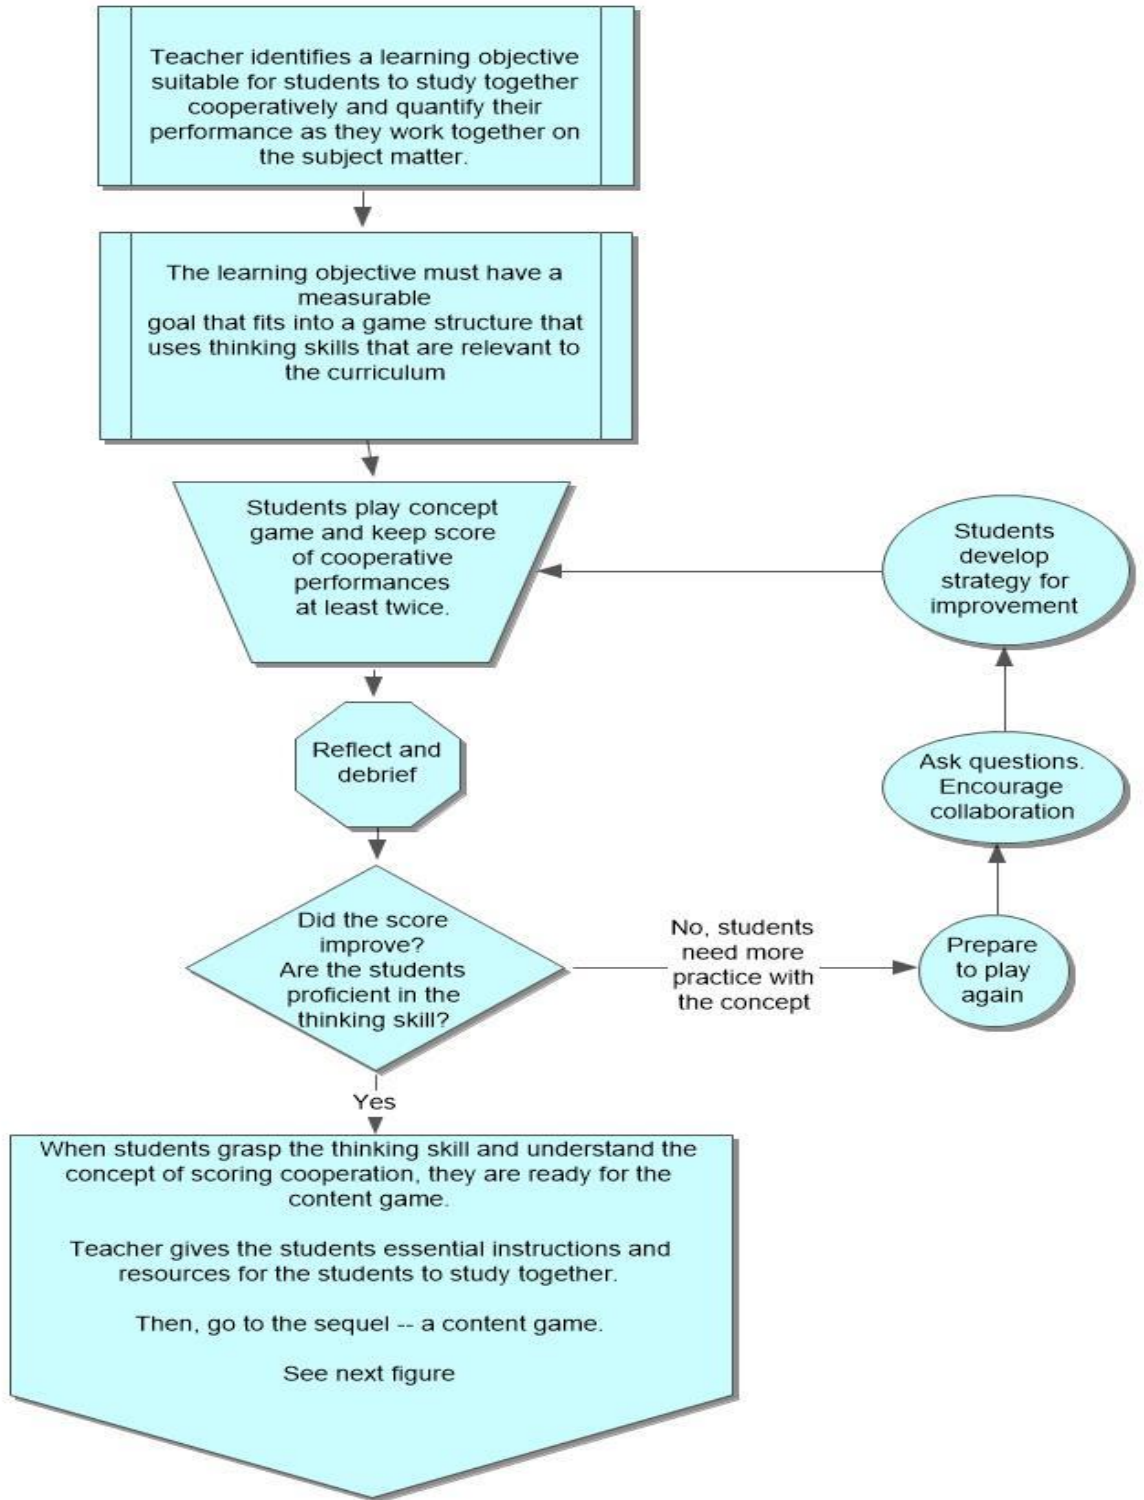 Teacher identifies a learning objective
suitable for students to study together
cooperatively and quantify their
performance as they work together on
the subject matter.
The learning objective must have a
measurable
goal that fits into a game structure that
uses thinking skills that are relevant to
the curriculum
Students play concept
game and keep score
of cooperative
performances
at least twice.
Reflect and
debrief
Did the score
improve?
Are the students
proficient in the
thinking skill?
No, students
need more
practice with
the concept
Prepare
to play
again
Ask questions.
Encourage
collaboration
Students
develop
strategy for
improvement
Yes
When students grasp the thinking skill and understand the
concept of scoring cooperation, they are ready for the
content game.
Teacher gives the students essential instructions and
resources for the students to study together.
Then, go to the sequel -- a content game.
See next figure